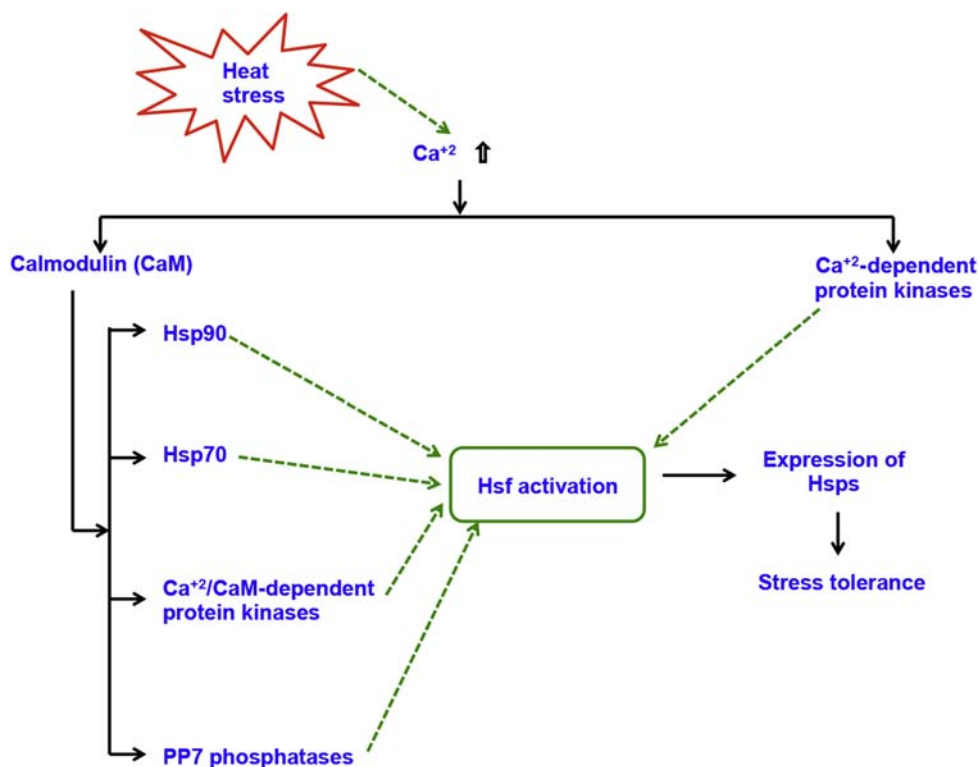 Heat
stress
Ca⁺² ⇧
Calmodulin (CaM)
Ca⁺²-dependent
protein kinases
Hsp90
Hsp70
Hsf activation
Expression of
Hsps
Ca⁺²/CaM-dependent
protein kinases
Stress tolerance
PP7 phosphatases